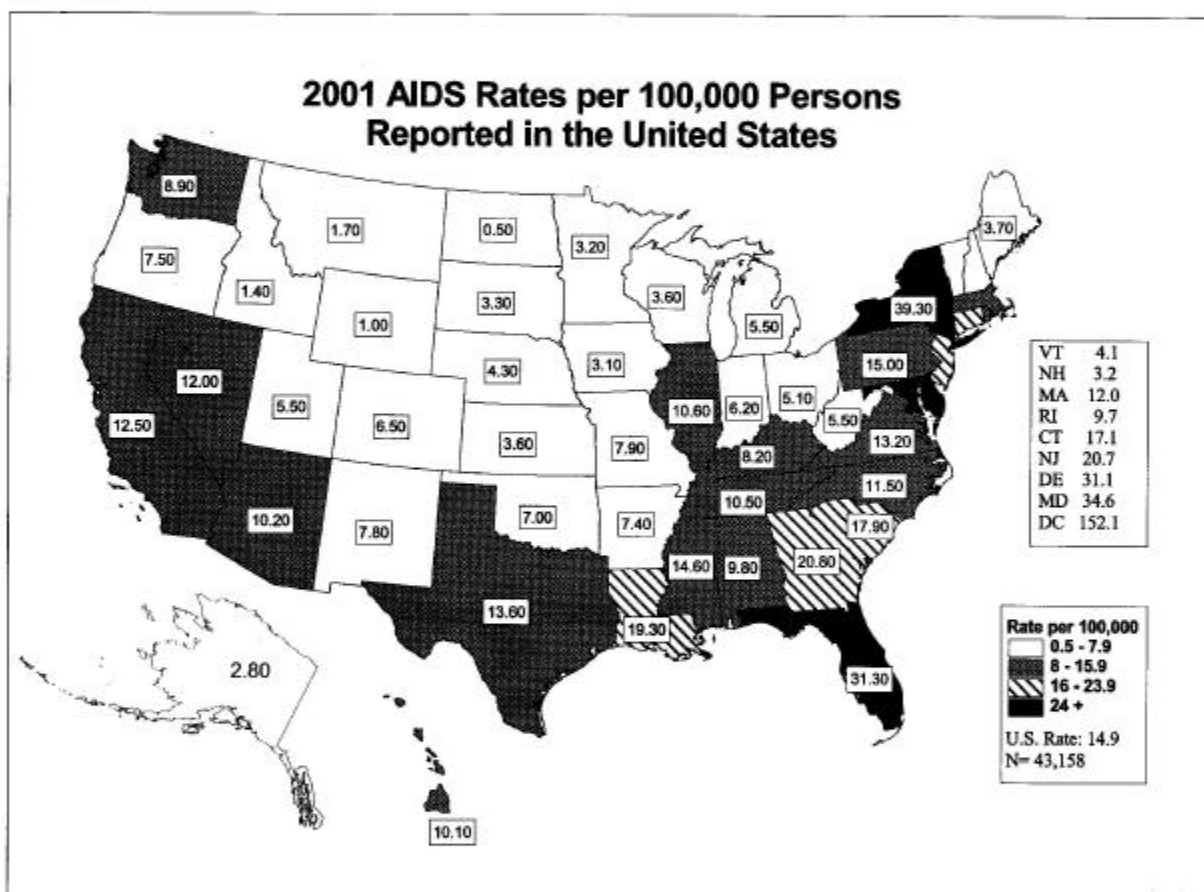 2001 AIDS Rates per 100,000 Persons
Reported in the United States
8.90
1.70
0.50
3.20
3.70
7.50
1.40
3.30
3.60
39.30
1.00
5.50
4.30
3.10
15.00
12.00
5.50
6.50
10.60
6.20
5.10
5.50
12.50
3.60
7.90
8.20
13.20
10.50
11.50
10.20
7.80
7.00
7.40
17.90
14.60
9.80
20.80
13.60
19.30
2.80
31.30
10.10
VT 4.1
NH 3.2
MA 12.0
RI 9.7
CT 17.1
NJ 20.7
DE 31.1
MD 34.6
DC 152.1
Rate per 100,000
0.5 - 7.9
8 - 15.9
16 - 23.9
24 +
U.S. Rate: 14.9
N= 43,158